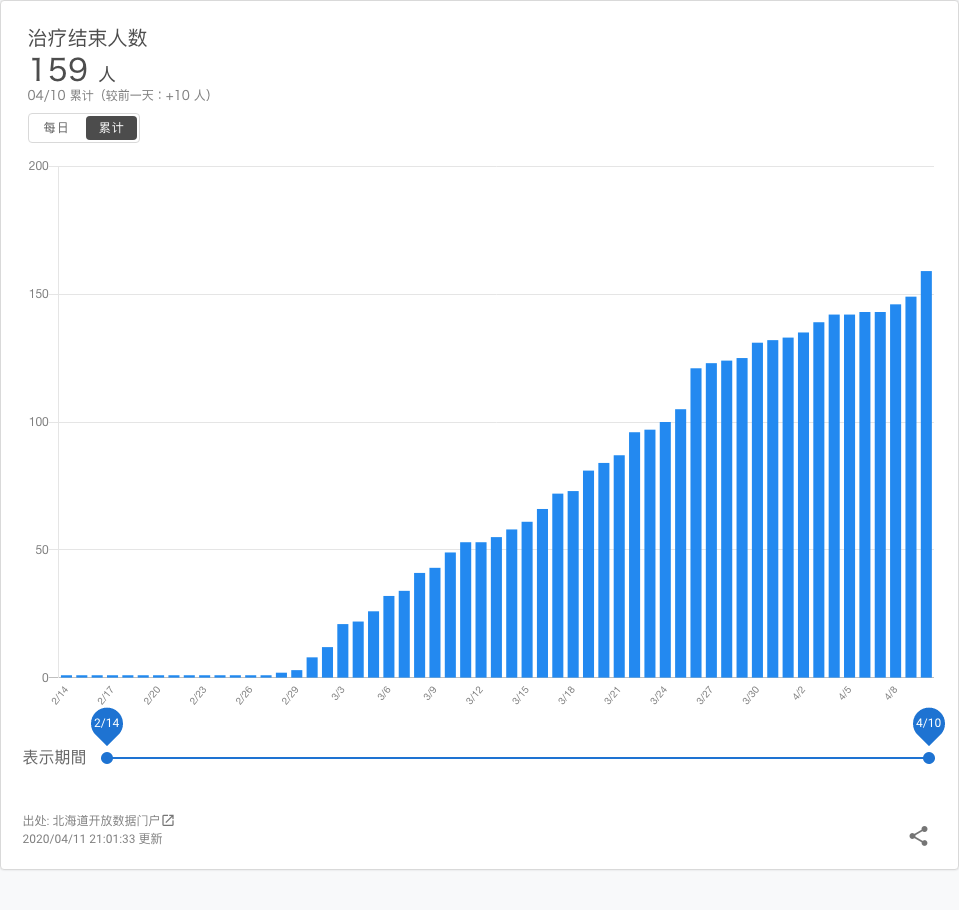 治疗结束人数
159 人
04/10 累计（较前一天：+10 人）
每日 累计
200
150
100
50
0
2/14 2/17 2/20 2/23 2/26 2/29 3/3 3/6 3/9 3/12 3/15 3/18 3/21 3/24 3/27 3/30 4/2 4/5 4/8
2/14 4/10
表示期間
出处: 北海道开放数据门户
2020/04/11 21:01:33 更新